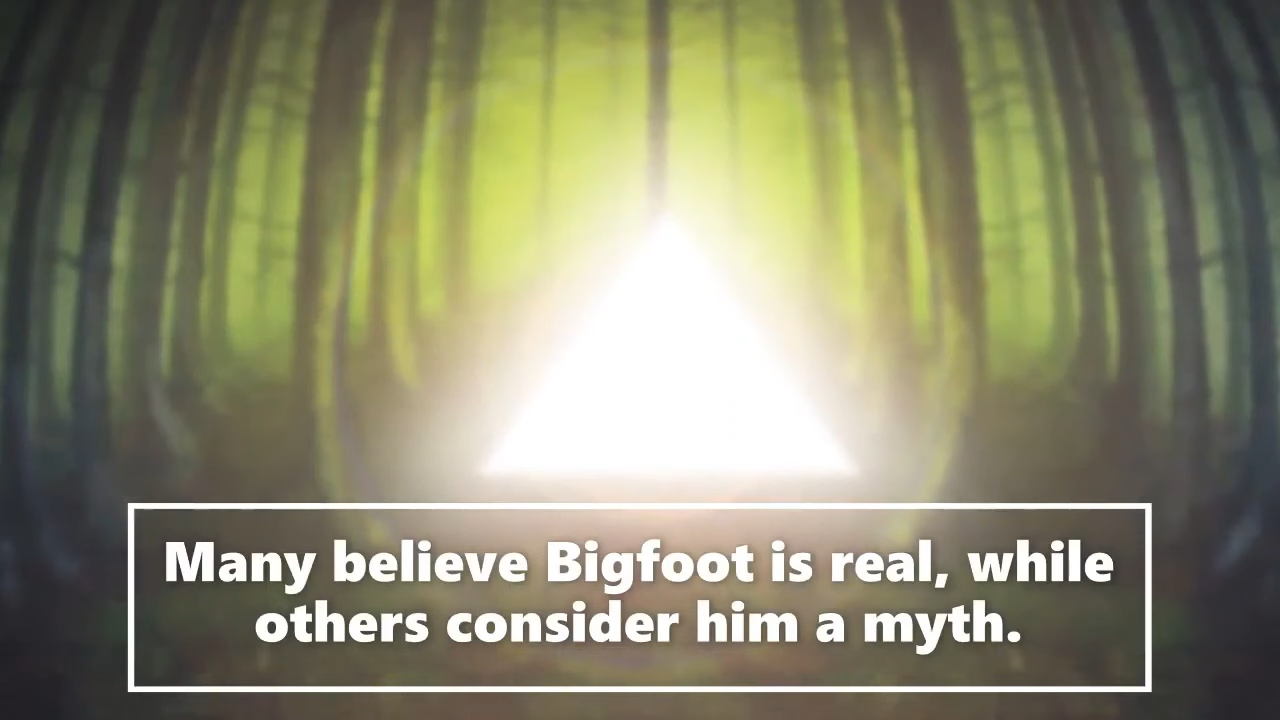 Many believe Bigfoot is real, while
others consider him a myth.